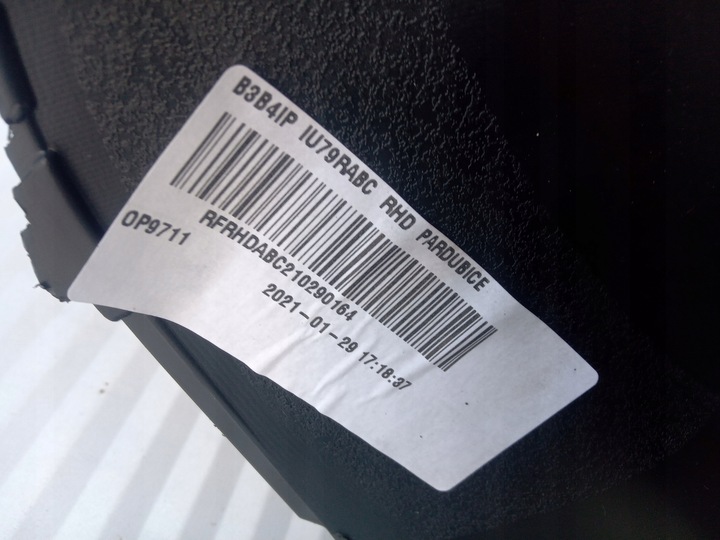 B3B4IP IU79RABC RHD PARDUBICE
RFRHDABC210290164
OP9711
2021-01-29 17:18:37